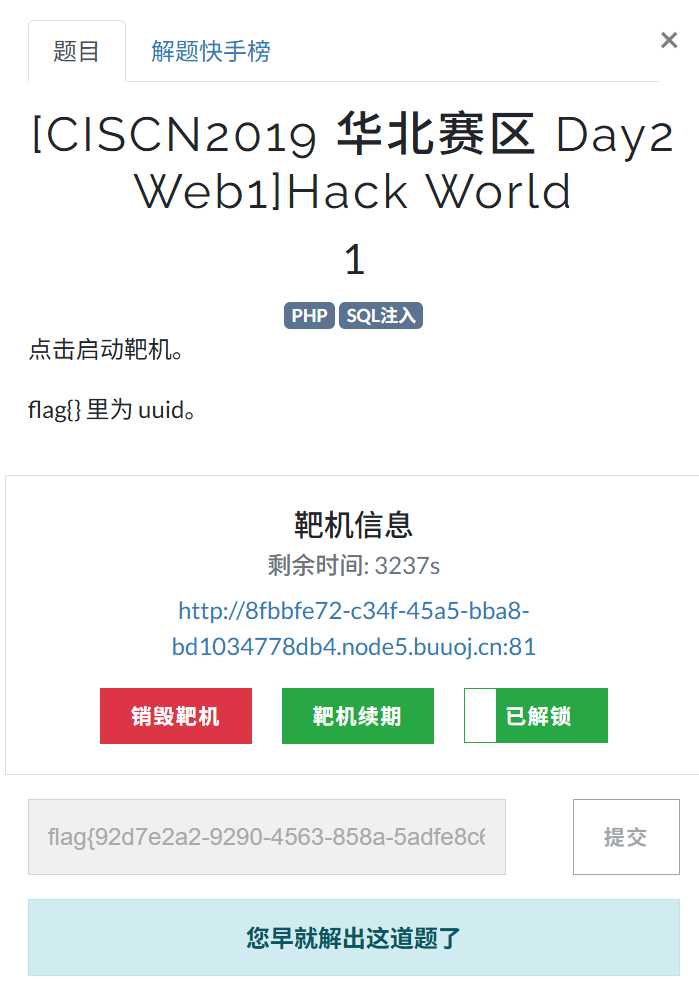 题目 解题快手榜 ×
[CISCN2019 华北赛区 Day2
Web1]Hack World
1
PHP SQL注入
点击启动靶机。
flag{} 里为 uuid。
靶机信息
剩余时间: 3237s
http://8fbbfe72-c34f-45a5-bba8-
bd1034778db4.node5.buuoj.cn:81
销毁靶机 靶机续期 已解锁
flag{92d7e2a2-9290-4563-858a-5adfe8c6 提交
您早就解出这道题了